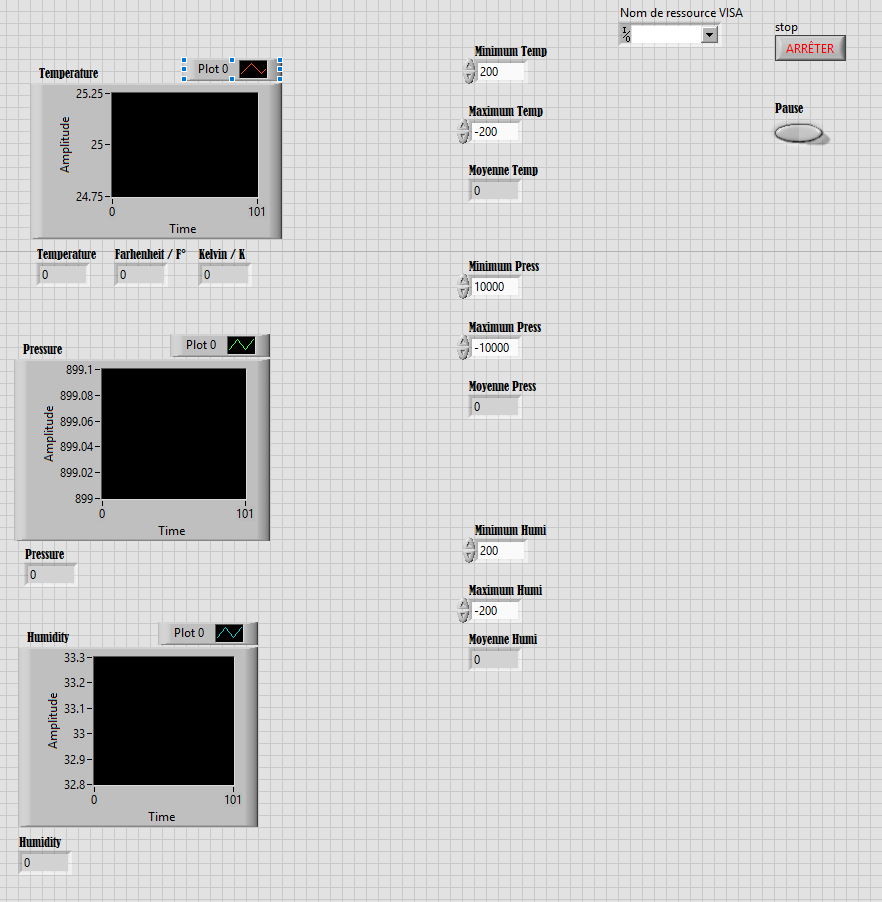 Nom de ressource VISA
I/O
stop
ARRÊTER
Pause
Temperature
Plot 0
Amplitude
25.25
25
24.75
0
101
Time
Temperature
Farhenheit / F°
Kelvin / K
0
0
0
Minimum Temp
200
Maximum Temp
-200
Moyenne Temp
0
Pressure
Plot 0
Amplitude
899.1
899.08
899.06
899.04
899.02
899
0
101
Time
Pressure
0
Minimum Press
10000
Maximum Press
-10000
Moyenne Press
0
Humidity
Plot 0
Amplitude
33.3
33.2
33.1
33
32.9
32.8
0
101
Time
Humidity
0
Minimum Humi
200
Maximum Humi
-200
Moyenne Humi
0